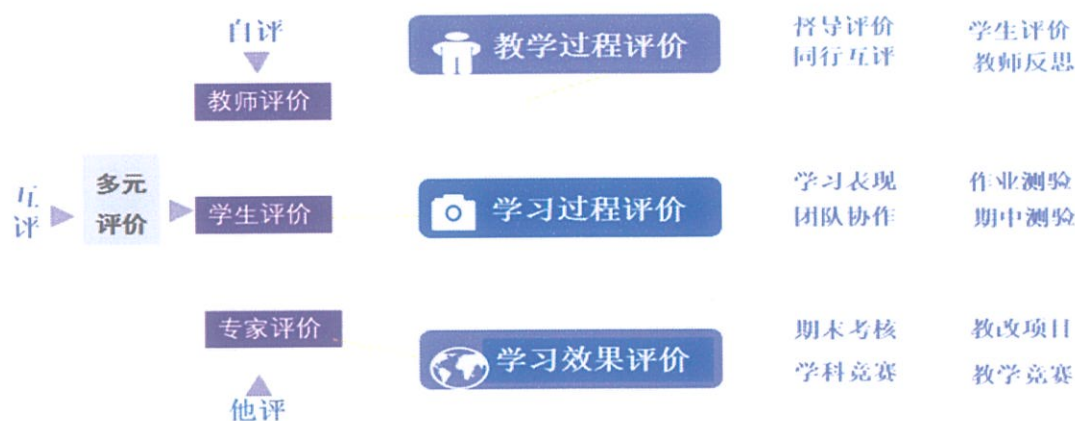 自评
教师评价
互评
多元
评价
学生评价
专家评价
他评
教学过程评价
督导评价 学生评价
同行互评 教师反思
学习过程评价
学习表现 作业测验
团队协作 期中测验
学习效果评价
期末考核 教改项目
学科竞赛 教学竞赛